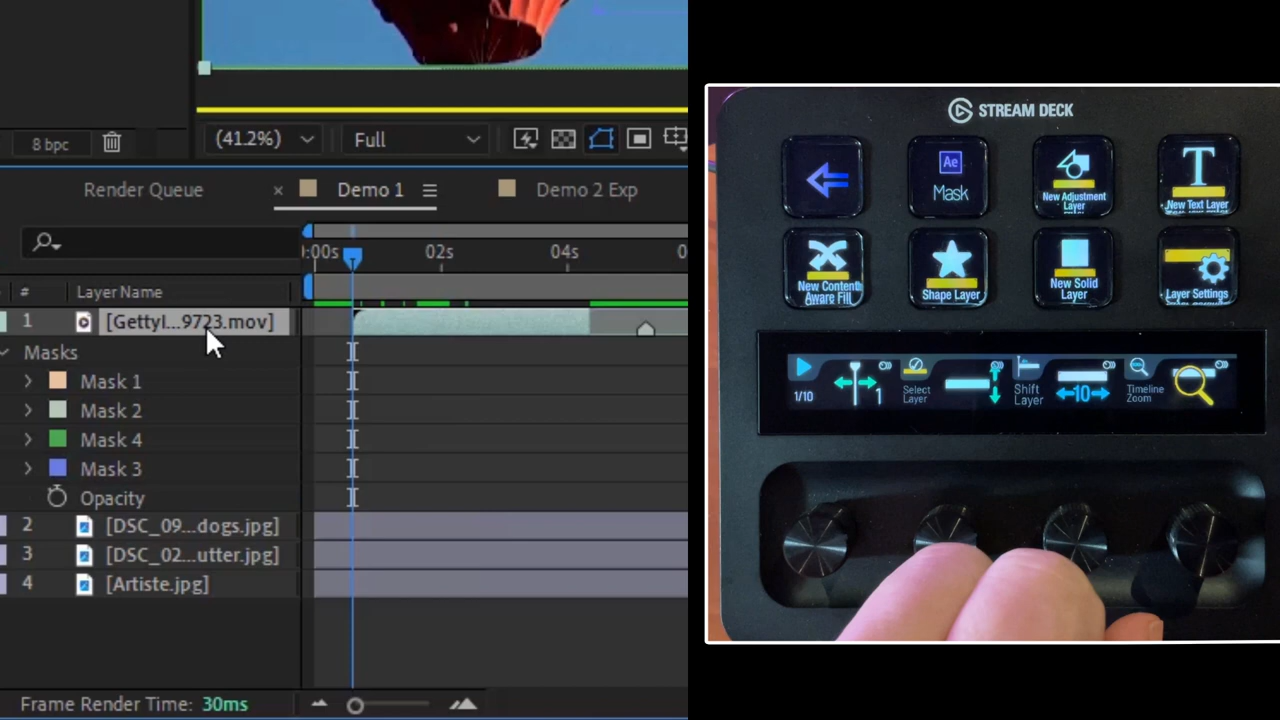 8 bpc
(41.2%)
Full
Render Queue
× Demo 1
Demo 2 Exp
:00s
02s
04s
#
Layer Name
1
[GettyI...9723.mov]
Masks
Mask 1
Mask 2
Mask 4
Mask 3
Opacity
2
[DSC_09...dogs.jpg]
3
[DSC_02...utter.jpg]
4
[Artiste.jpg]
Frame Render Time: 30ms
STREAM DECK
Ae
Mask
New Adjustment
Layer
T
New Text Layer
New Content
Aware Fill
Shape Layer
New Solid
Layer
Layer Settings
1/10
1
Select
Layer
Shift
Layer
10
Timeline
Zoom